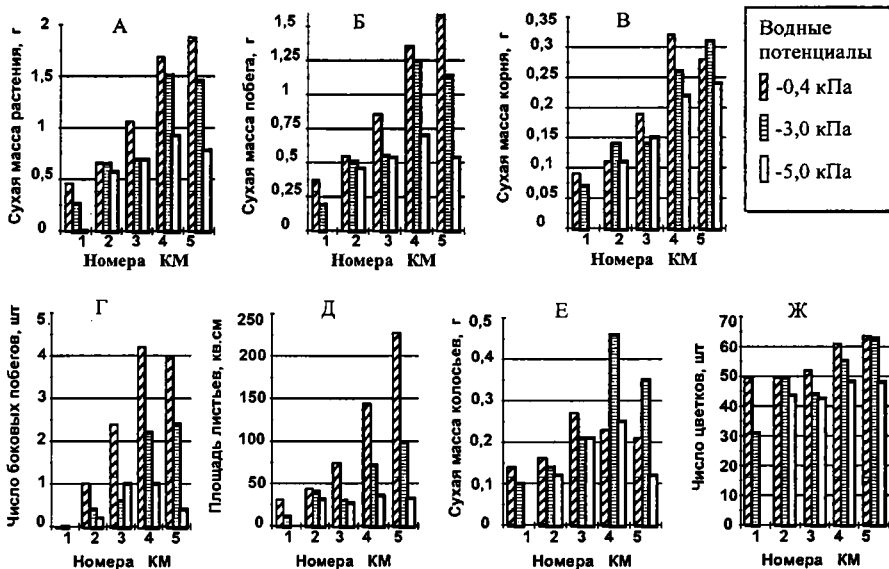 А
Сухая масса растения, г
2
1,5
1
0,5
0
1 2 3 4 5
Номера КМ
Б
Сухая масса побега, г
1,5
1,25
1
0,75
0,5
0,25
0
1 2 3 4 5
Номера КМ
В
Сухая масса корня, г
0,35
0,3
0,25
0,2
0,15
0,1
0,05
0
1 2 3 4 5
Номера КМ
Водные
потенциалы
-0,4 кПа
-3,0 кПа
-5,0 кПа
Г
Число боковых побегов, шт
5
4
3
2
1
0
1 2 3 4 5
Номера КМ
Д
Площадь листьев, кв.см
250
200
150
100
50
0
1 2 3 4 5
Номера КМ
Е
Сухая масса колосьев, г
0,5
0,4
0,3
0,2
0,1
0
1 2 3 4 5
Номера КМ
Ж
Число цветков, шт
70
60
50
40
30
20
10
0
1 2 3 4 5
Номера КМ